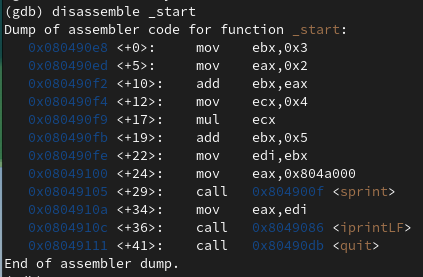 (gdb) disassemble _start
Dump of assembler code for function _start:
0x080490e8 <+0>: mov ebx,0x3
0x080490ed <+5>: mov eax,0x2
0x080490f2 <+10>: add ebx,eax
0x080490f4 <+12>: mov ecx,0x4
0x080490f9 <+17>: mul ecx
0x080490fb <+19>: add ebx,0x5
0x080490fe <+22>: mov edi,ebx
0x08049100 <+24>: mov eax,0x804a000
0x08049105 <+29>: call 0x804900f <sprint>
0x0804910a <+34>: mov eax,edi
0x0804910c <+36>: call 0x8049086 <iprintLF>
0x08049111 <+41>: call 0x80490db <quit>
End of assembler dump.